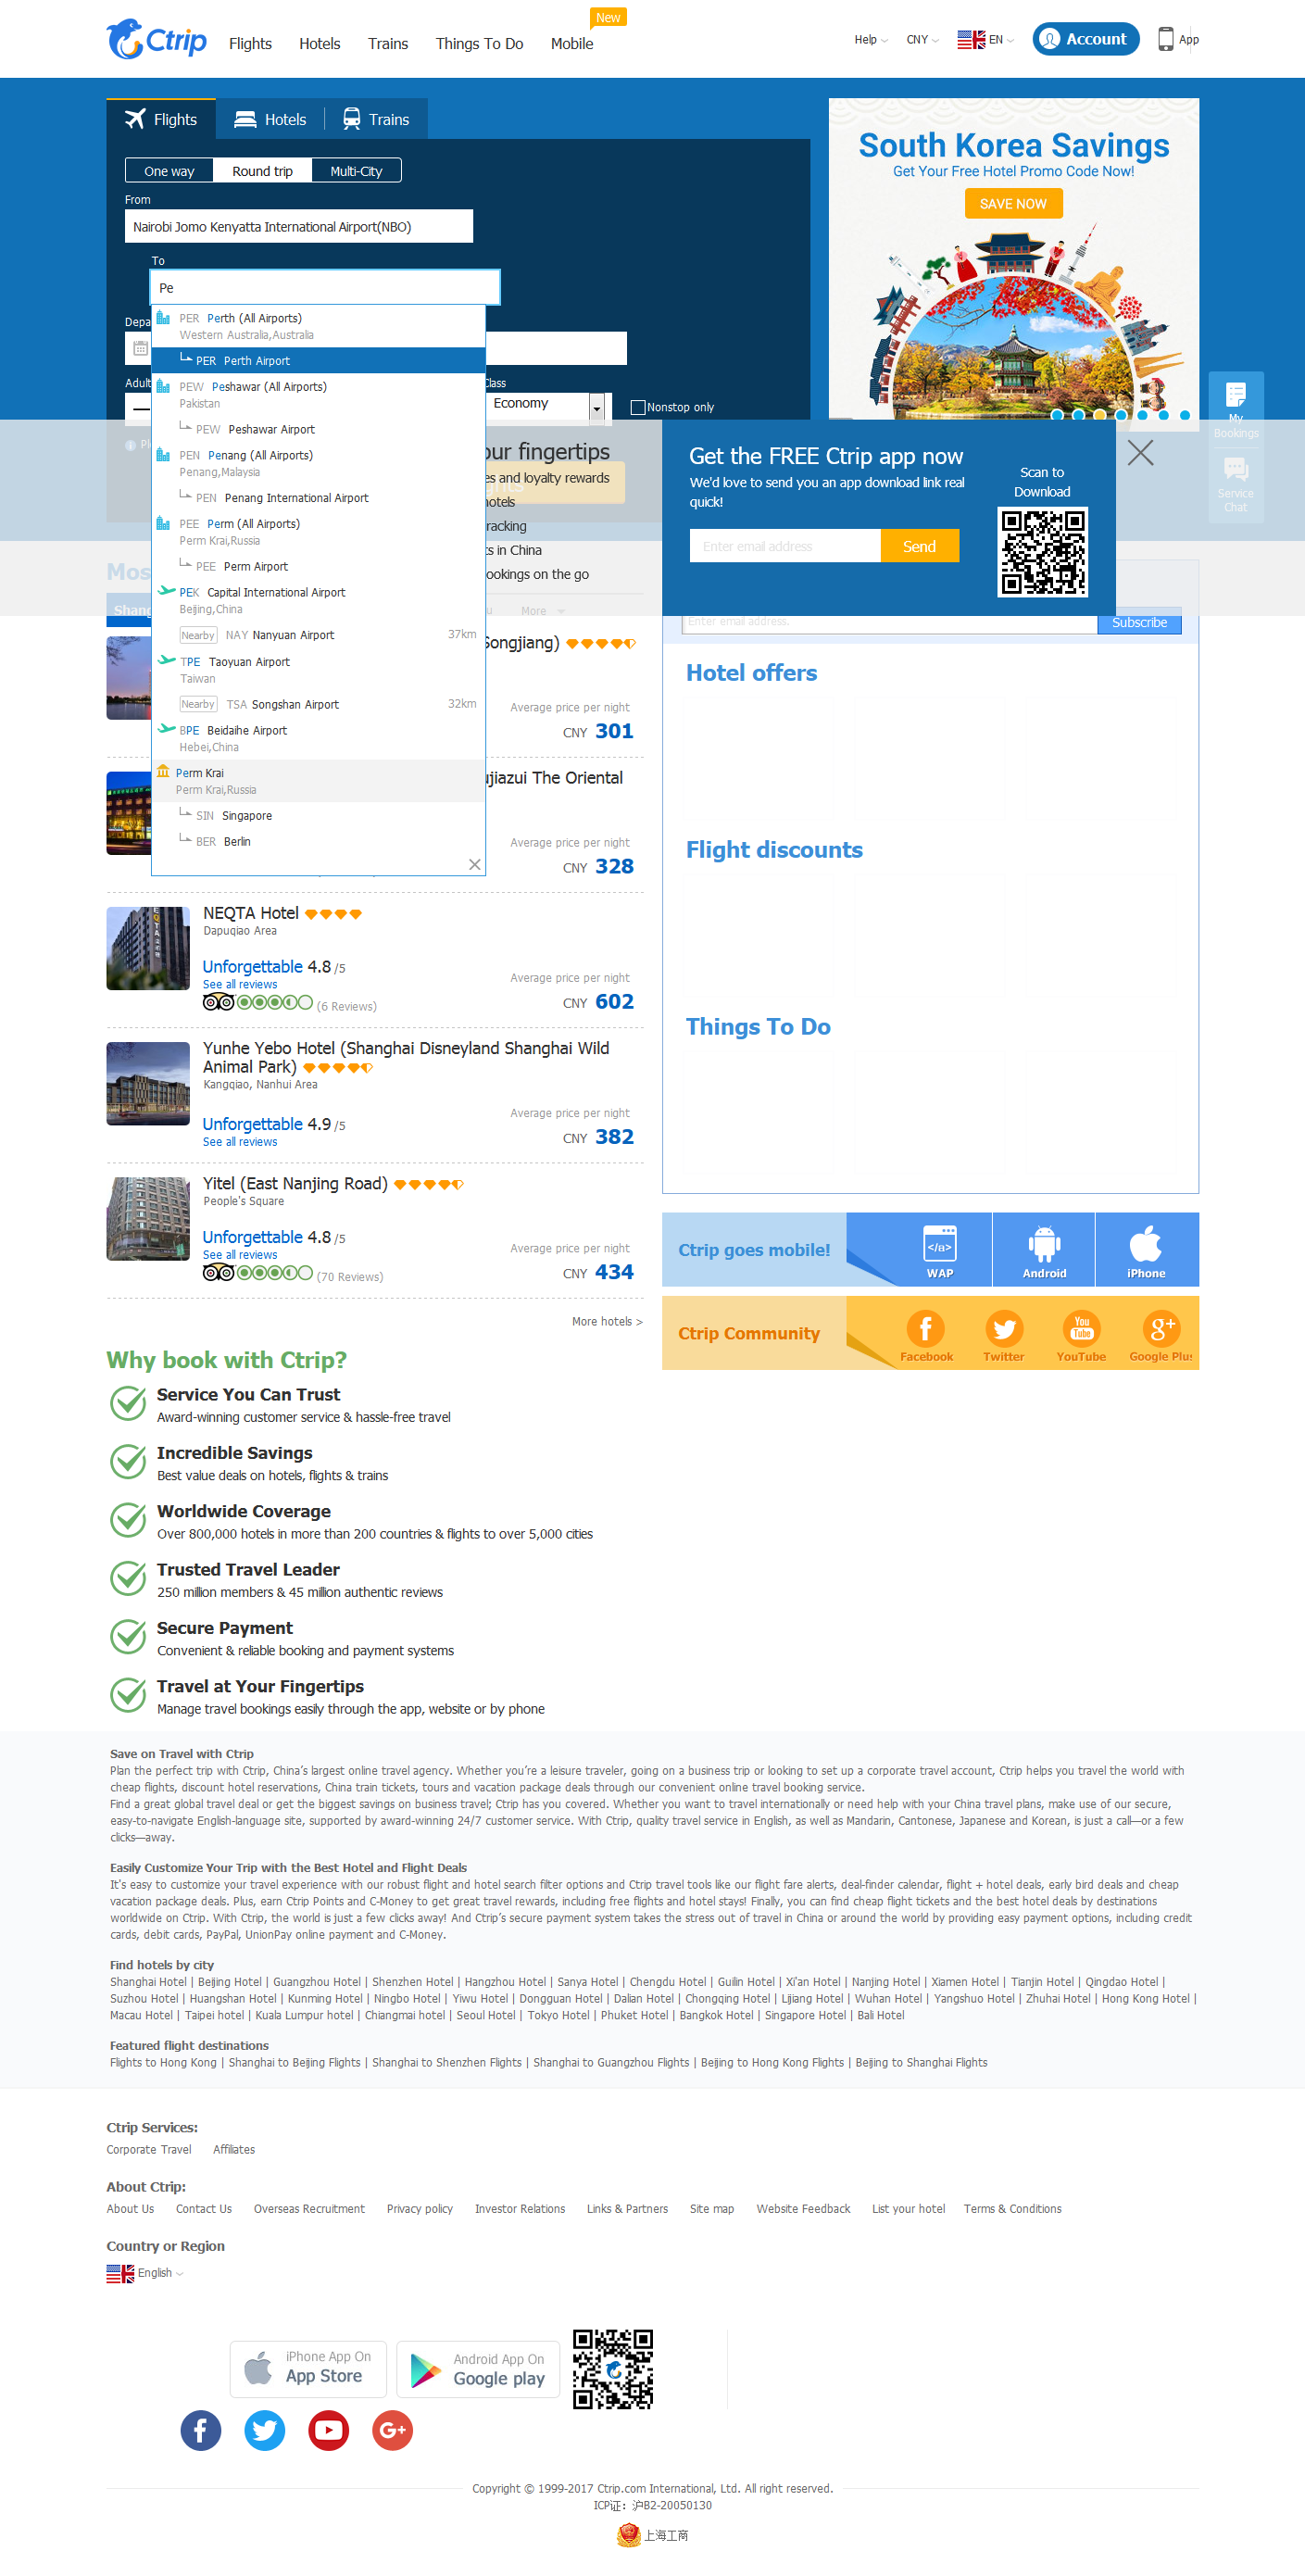 New
Ctrip
Flights
Hotels
Trains
Things To Do
Mobile
Help
CNY
EN
Account
App
Flights
Hotels
Trains
One way
Round trip
Multi-City
From
Nairobi Jomo Kenyatta International Airport(NBO)
To
Pe
PER Perth (All Airports)
Western Australia,Australia
PER Perth Airport
PEW Peshawar (All Airports)
Pakistan
PEW Peshawar Airport
PEN Penang (All Airports)
Penang,Malaysia
PEN Penang International Airport
PEE Perm (All Airports)
Perm Krai,Russia
PEE Perm Airport
PEK Capital International Airport
Beijing,China
Nearby NAY Nanyuan Airport 37km
TPE Taoyuan Airport
Taiwan
Nearby TSA Songshan Airport 32km
BPE Beidaihe Airport
Hebei,China
Perm Krai
Perm Krai,Russia
SIN Singapore
BER Berlin
Class
Economy
Nonstop only
South Korea Savings
Get Your Free Hotel Promo Code Now!
SAVE NOW
My
Bookings
Service
Chat
fingertips
es and loyalty rewards
in China
on the go
Get the FREE Ctrip app now
We'd love to send you an app download link real
quick!
Enter email address
Send
Scan to
Download
More
Enter email address.
Subscribe
Songjiang)
Average price per night
CNY 301
The Oriental
Average price per night
CNY 328
NEQTA Hotel
Dapuqiao Area
Unforgettable 4.8 /5
See all reviews
(6 Reviews)
Average price per night
CNY 602
Yunhe Yebo Hotel (Shanghai Disneyland Shanghai Wild
Animal Park)
Kangqiao, Nanhui Area
Unforgettable 4.9 /5
See all reviews
Average price per night
CNY 382
Yitel (East Nanjing Road)
People's Square
Unforgettable 4.8 /5
See all reviews
(70 Reviews)
Average price per night
CNY 434
More hotels >
Hotel offers
Flight discounts
Things To Do
Ctrip goes mobile!
WAP
Android
iPhone
Ctrip Community
Facebook
Twitter
YouTube
Google Plus
Why book with Ctrip?
Service You Can Trust
Award-winning customer service & hassle-free travel
Incredible Savings
Best value deals on hotels, flights & trains
Worldwide Coverage
Over 800,000 hotels in more than 200 countries & flights to over 5,000 cities
Trusted Travel Leader
250 million members & 45 million authentic reviews
Secure Payment
Convenient & reliable booking and payment systems
Travel at Your Fingertips
Manage travel bookings easily through the app, website or by phone
Save on Travel with Ctrip
Plan the perfect trip with Ctrip, China's largest online travel agency. Whether you're a leisure traveler, going on a business trip or looking to set up a corporate travel account, Ctrip helps you travel the world with
cheap flights, discount hotel reservations, China train tickets, tours and vacation package deals through our convenient online travel booking service.
Find a great global travel deal or get the biggest savings on business travel; Ctrip has you covered. Whether you want to travel internationally or need help with your China travel plans, make use of our secure,
easy-to-navigate English-language site, supported by award-winning 24/7 customer service. With Ctrip, quality travel service in English, as well as Mandarin, Cantonese, Japanese and Korean, is just a call—or a few
clicks—away.
Easily Customize Your Trip with the Best Hotel and Flight Deals
It's easy to customize your travel experience with our robust flight and hotel search filter options and Ctrip travel tools like our flight fare alerts, deal-finder calendar, flight + hotel deals, early bird deals and cheap
vacation package deals. Plus, earn Ctrip Points and C-Money to get great travel rewards, including free flights and hotel stays! Finally, you can find cheap flight tickets and the best hotel deals by destinations
worldwide on Ctrip. With Ctrip, the world is just a few clicks away! And Ctrip's secure payment system takes the stress out of travel in China or around the world by providing easy payment options, including credit
cards, debit cards, PayPal, UnionPay online payment and C-Money.
Find hotels by city
Shanghai Hotel | Beijing Hotel | Guangzhou Hotel | Shenzhen Hotel | Hangzhou Hotel | Sanya Hotel | Chengdu Hotel | Guilin Hotel | Xi'an Hotel | Nanjing Hotel | Xiamen Hotel | Tianjin Hotel | Qingdao Hotel |
Suzhou Hotel | Huangshan Hotel | Kunming Hotel | Ningbo Hotel | Yiwu Hotel | Dongguan Hotel | Dalian Hotel | Chongqing Hotel | Lijiang Hotel | Wuhan Hotel | Yangshuo Hotel | Zhuhai Hotel | Hong Kong Hotel |
Macau Hotel | Taipei hotel | Kuala Lumpur hotel | Chiangmai hotel | Seoul Hotel | Tokyo Hotel | Phuket Hotel | Bangkok Hotel | Singapore Hotel | Bali Hotel
Featured flight destinations
Flights to Hong Kong | Shanghai to Beijing Flights | Shanghai to Shenzhen Flights | Shanghai to Guangzhou Flights | Beijing to Hong Kong Flights | Beijing to Shanghai Flights
Ctrip Services:
Corporate Travel Affiliates
About Ctrip:
About Us Contact Us Overseas Recruitment Privacy policy Investor Relations Links & Partners Site map Website Feedback List your hotel Terms & Conditions
Country or Region
English
iPhone App On
App Store
Android App On
Google play
Copyright © 1999-2017 Ctrip.com International, Ltd. All right reserved.
ICP证：沪B2-20050130
上海工商